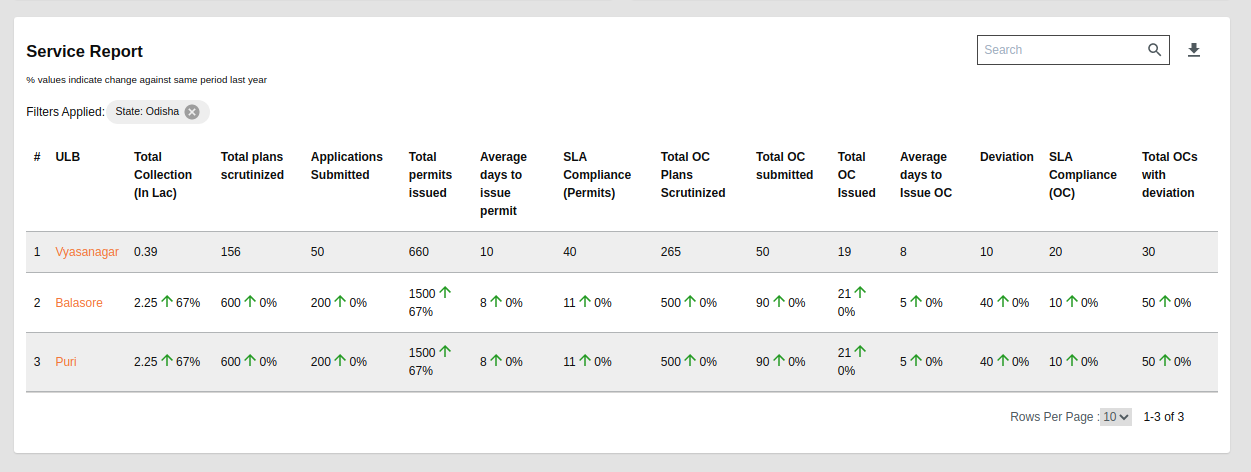 Service Report
Search
% values indicate change against same period last year
Filters Applied: State: Odisha
# ULB Total Collection (In Lac) Total plans scrutinized Applications Submitted Total permits issued Average days to issue permit SLA Compliance (Permits) Total OC Plans Scrutinized Total OC submitted Total OC Issued Average days to Issue OC Deviation SLA Compliance (OC) Total OCs with deviation
1 Vyasanagar 0.39 156 50 660 10 40 265 50 19 8 10 20 30
2 Balasore 2.25 ↑ 67% 600 ↑ 0% 200 ↑ 0% 1500 ↑ 67% 8 ↑ 0% 11 ↑ 0% 500 ↑ 0% 90 ↑ 0% 21 ↑ 0% 5 ↑ 0% 40 ↑ 0% 10 ↑ 0% 50 ↑ 0%
3 Puri 2.25 ↑ 67% 600 ↑ 0% 200 ↑ 0% 1500 ↑ 67% 8 ↑ 0% 11 ↑ 0% 500 ↑ 0% 90 ↑ 0% 21 ↑ 0% 5 ↑ 0% 40 ↑ 0% 10 ↑ 0% 50 ↑ 0%
Rows Per Page : 10 1-3 of 3